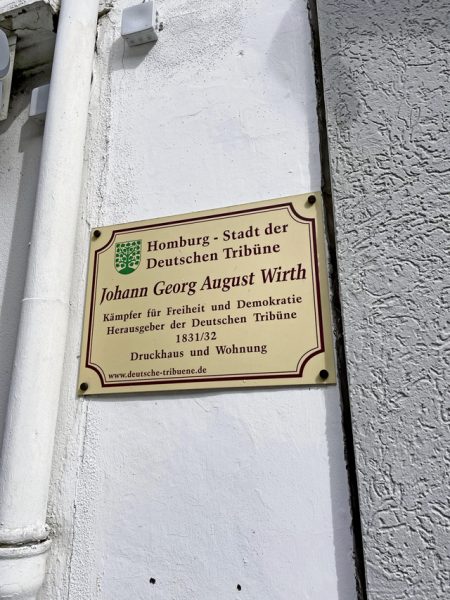 Homburg - Stadt der
Deutschen Tribüne
Johann Georg August Wirth
Kämpfer für Freiheit und Demokratie
Herausgeber der Deutschen Tribüne
1831/32
Druckhaus und Wohnung
www.deutsche-tribuene.de